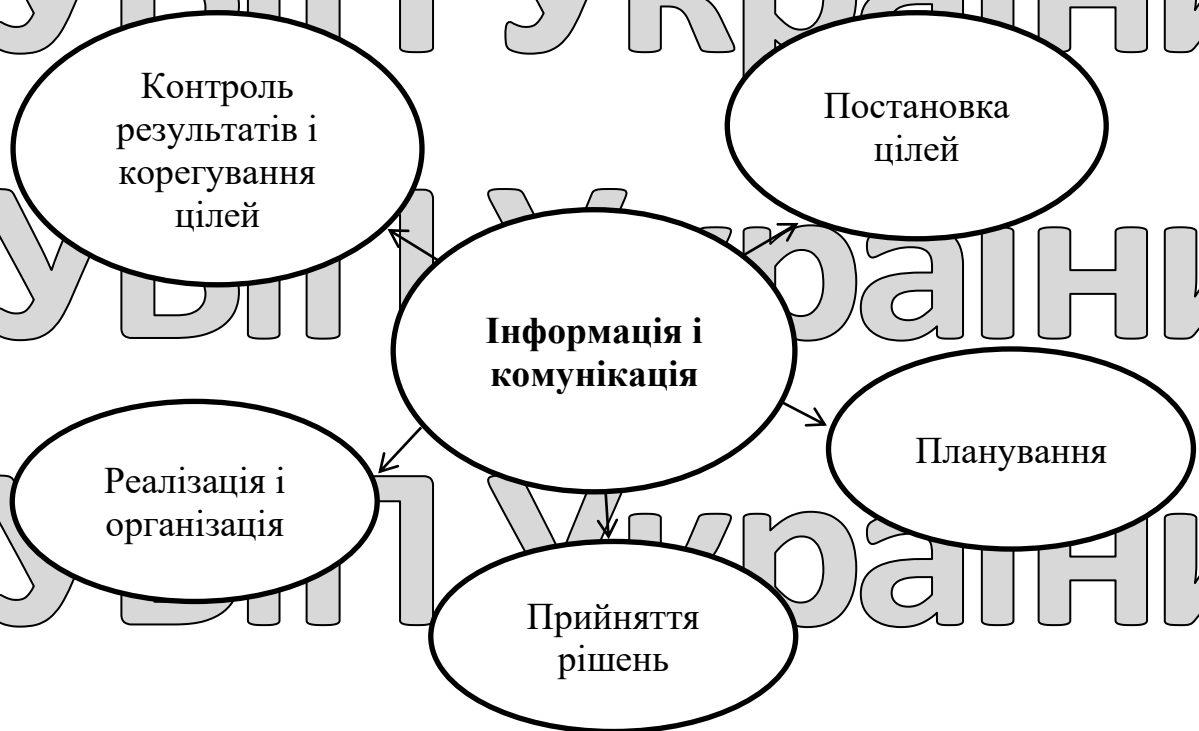 Контроль
результатів і
корегування
цілей
Постановка
цілей
Інформація і
комунікація
Планування
Реалізація і
організація
Прийняття
рішень